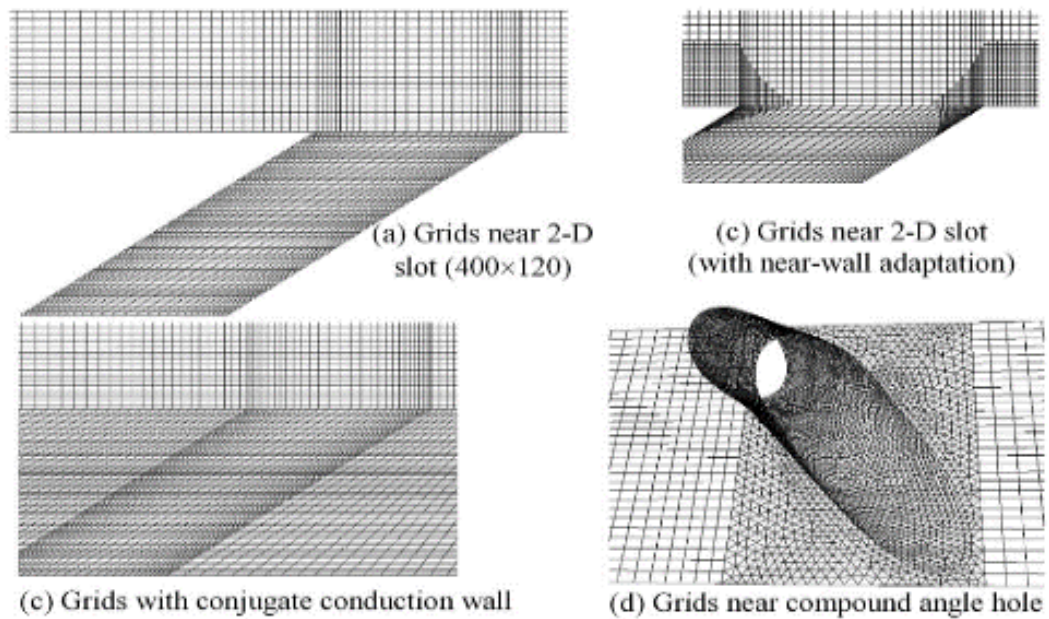 (a) Grids near 2-D
slot (400×120)
(c) Grids near 2-D slot
(with near-wall adaptation)
(c) Grids with conjugate conduction wall
(d) Grids near compound angle hole